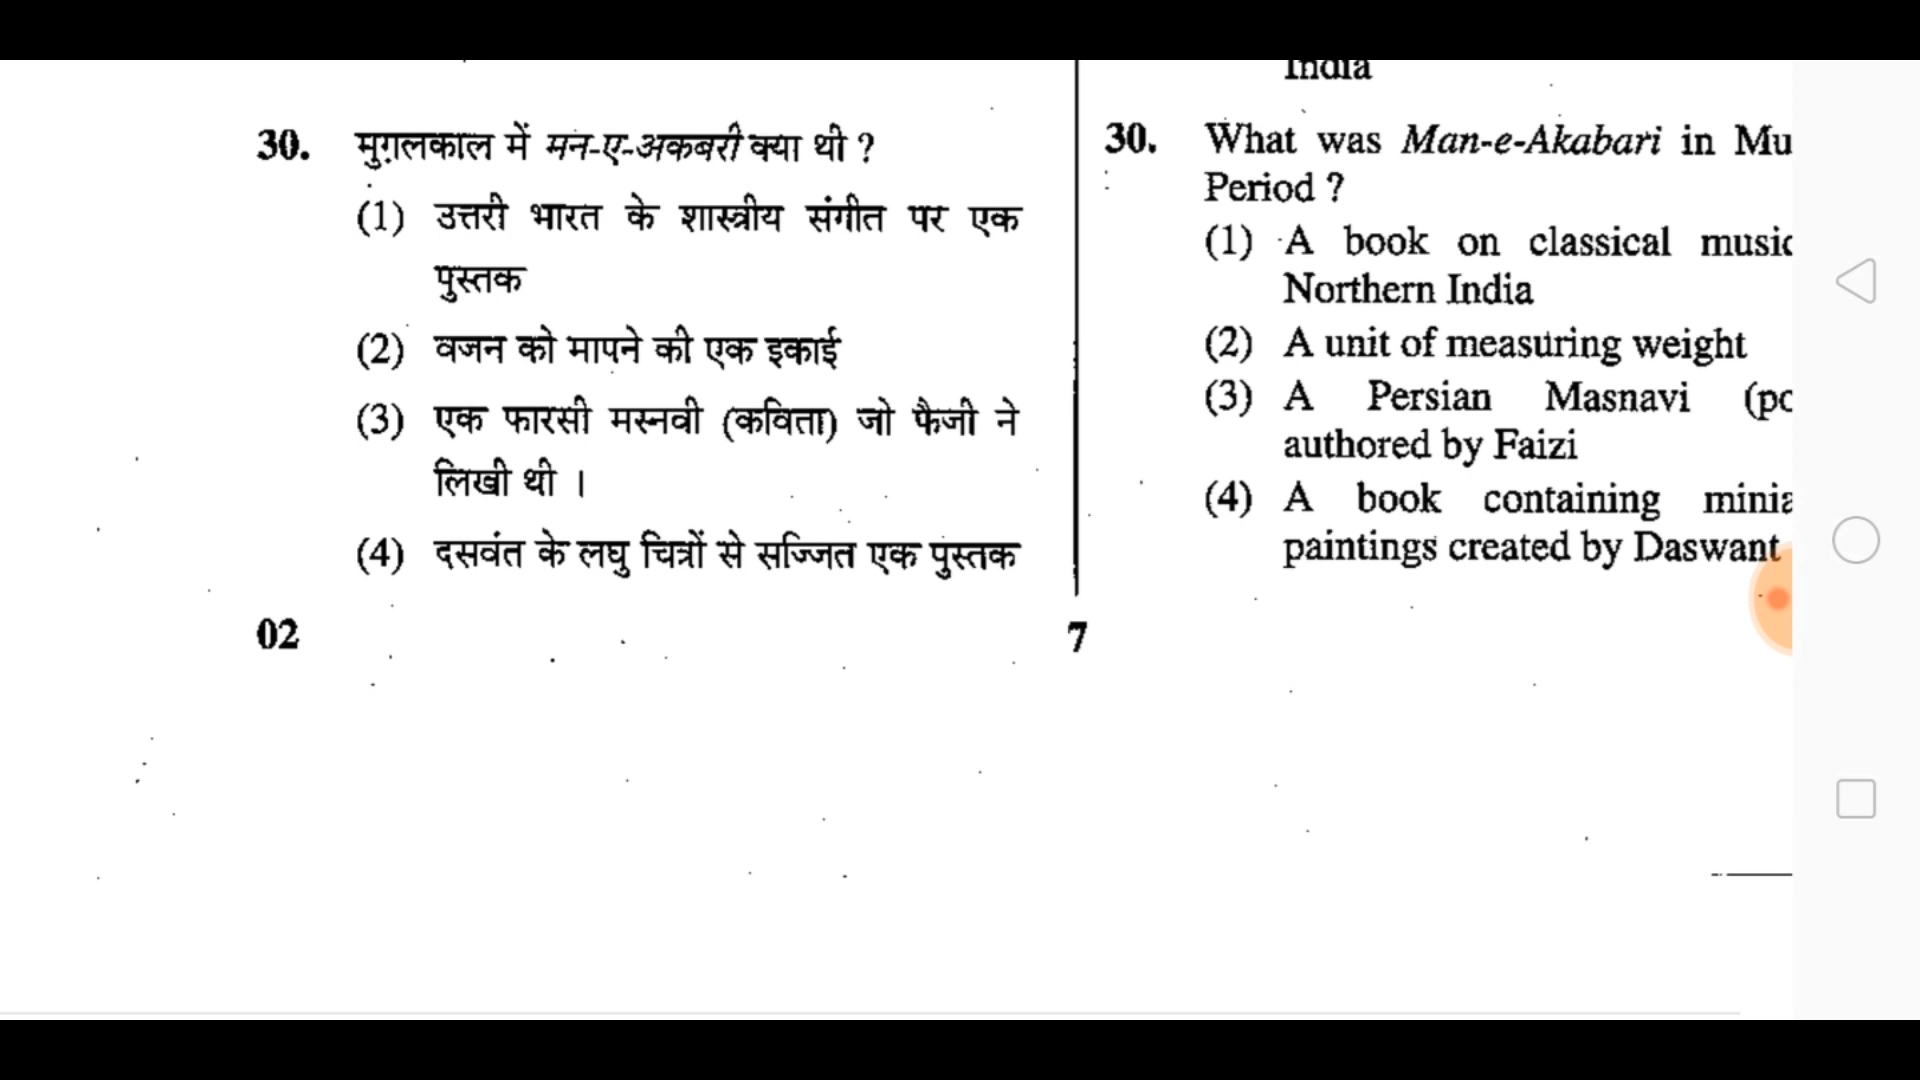 30. मुग़लकाल में मन-ए-अकबरी क्या थी ?
(1) उत्तरी भारत के शास्त्रीय संगीत पर एक
पुस्तक
(2) वजन को मापने की एक इकाई
(3) एक फारसी मस्नवी (कविता) जो फैजी ने
लिखी थी ।
(4) दसवंत के लघु चित्रों से सज्जित एक पुस्तक
02
India
30. What was Man-e-Akabari in Mu
Period ?
(1) A book on classical music
Northern India
(2) A unit of measuring weight
(3) A Persian Masnavi (po
authored by Faizi
(4) A book containing minia
paintings created by Daswant
7